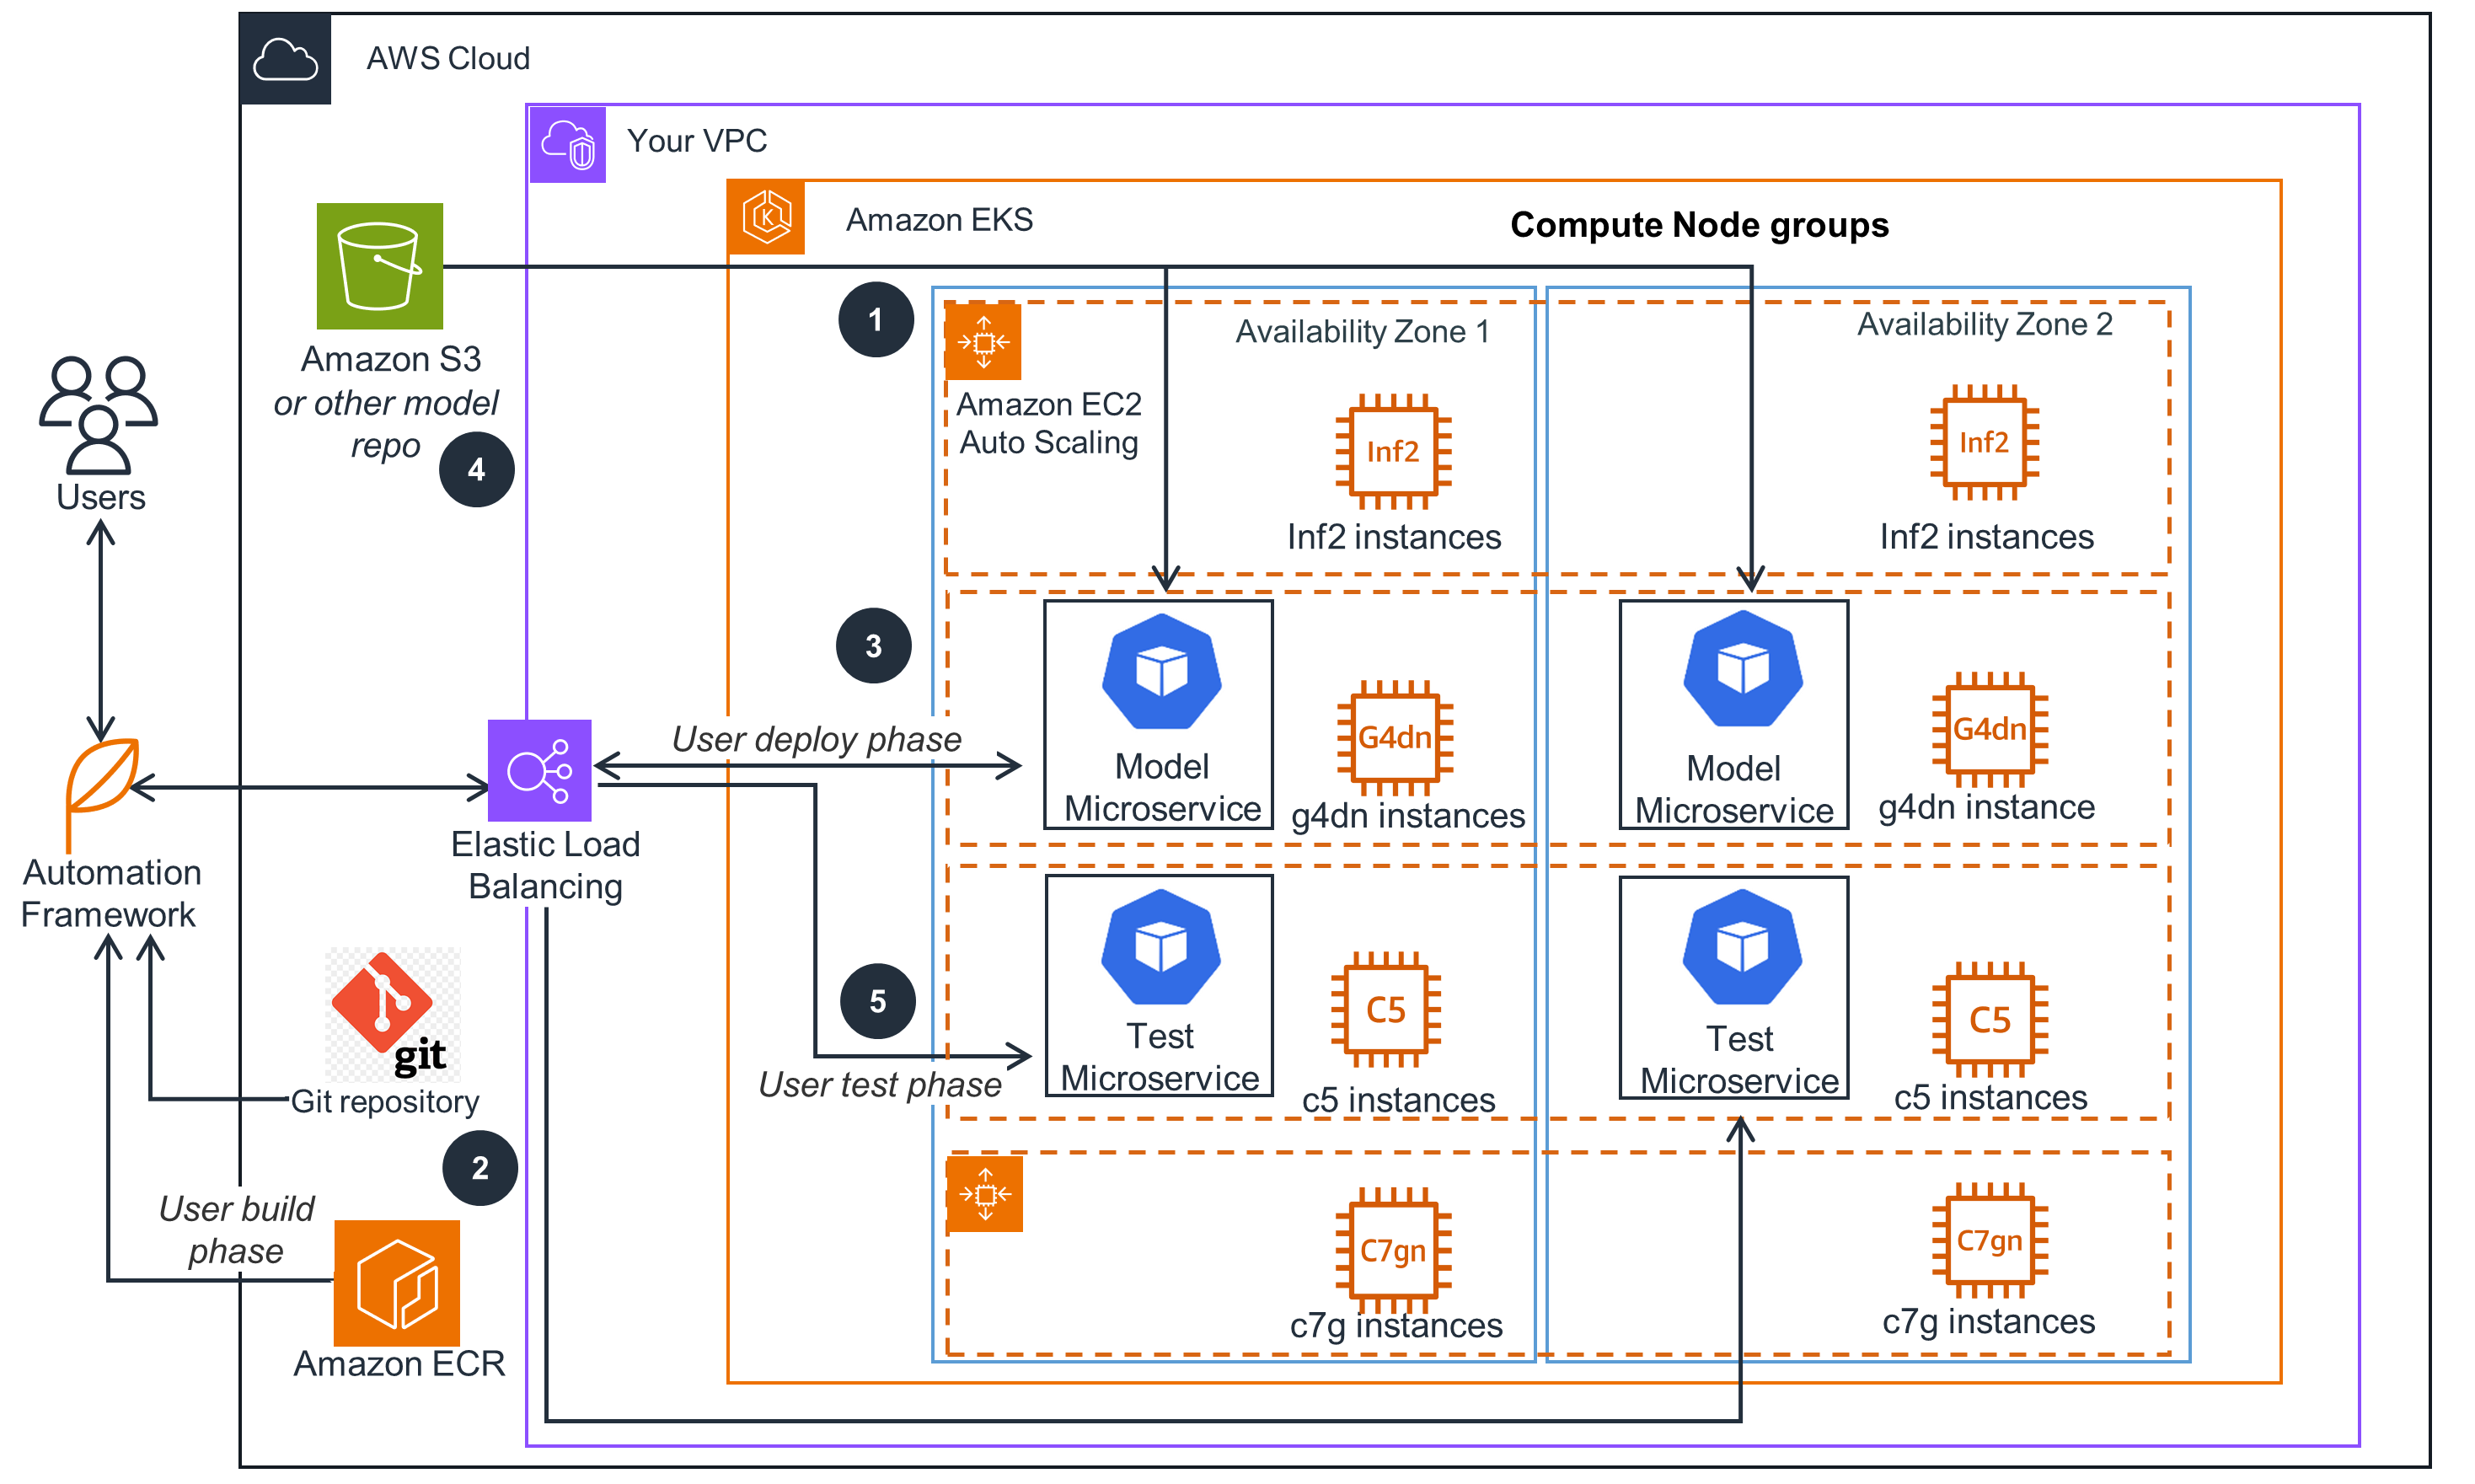 AWS Cloud
Your VPC
Amazon EKS
Compute Node groups
K
1
Availability Zone 1
Availability Zone 2
Amazon S3
or other model
repo
4
Users
Amazon EC2
Auto Scaling
Inf2
Inf2 instances
Inf2
Inf2 instances
3
User deploy phase
Model
Microservice
G4dn
g4dn instances
Model
Microservice
G4dn
g4dn instance
Elastic Load
Balancing
Automation
Framework
git
Git repository
5
User test phase
Test
Microservice
C5
c5 instances
Test
Microservice
C5
c5 instances
2
User build
phase
Amazon ECR
C7gn
c7g instances
C7gn
c7g instances